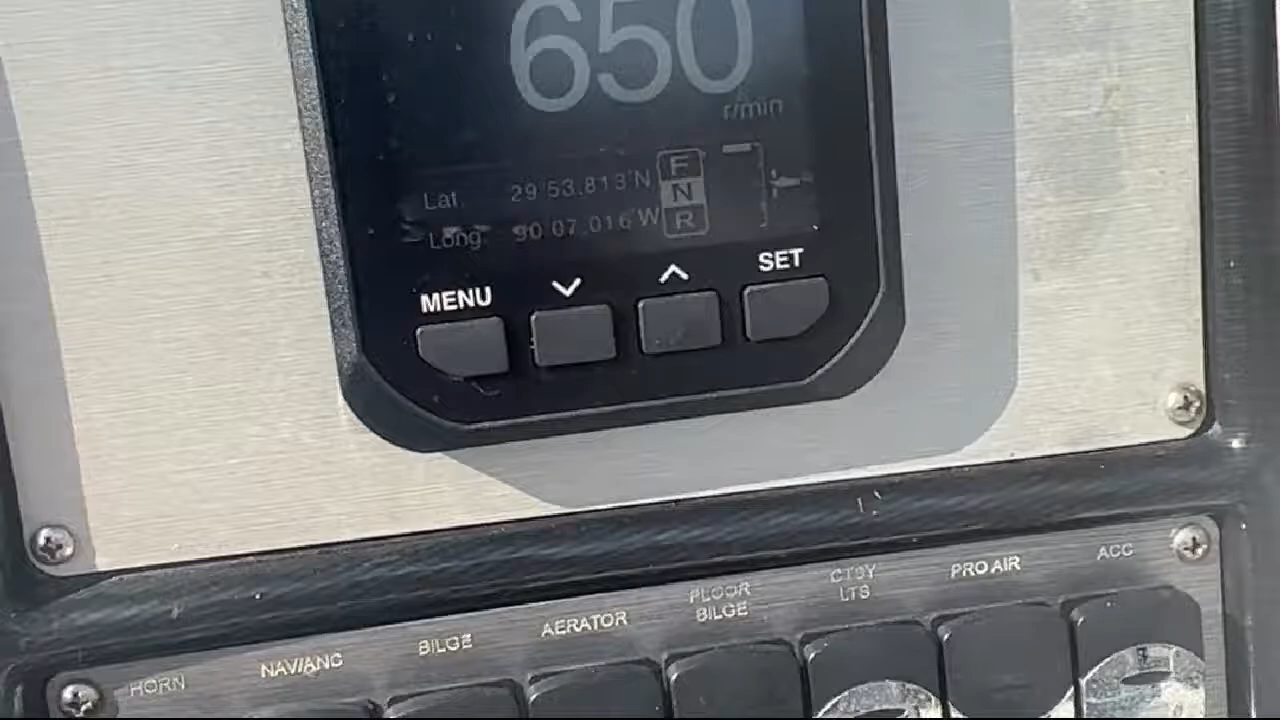 650
r/min
Lat. 29°53.813'N
Long. 90°07.016'W
F
N
R
MENU
SET
HORN
NAV/ANC
BILGE
AERATOR
FLOOR
BILGE
CTSY
LTS
PRO AIR
ACC